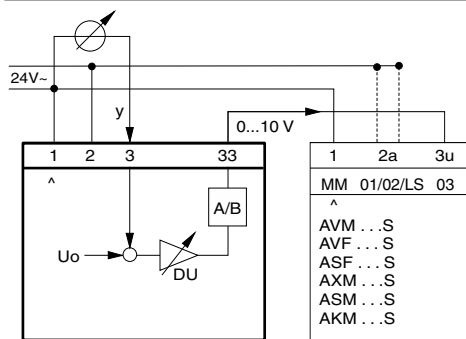 24V~
y
0...10 V
1 2 3 33
1 2a 3u
^
MM 01/02/LS 03
^
A/B
Uo
DU
AVM . . .S
AVF . . .S
ASF . . .S
AXM . . .S
ASM . . .S
AKM . . .S